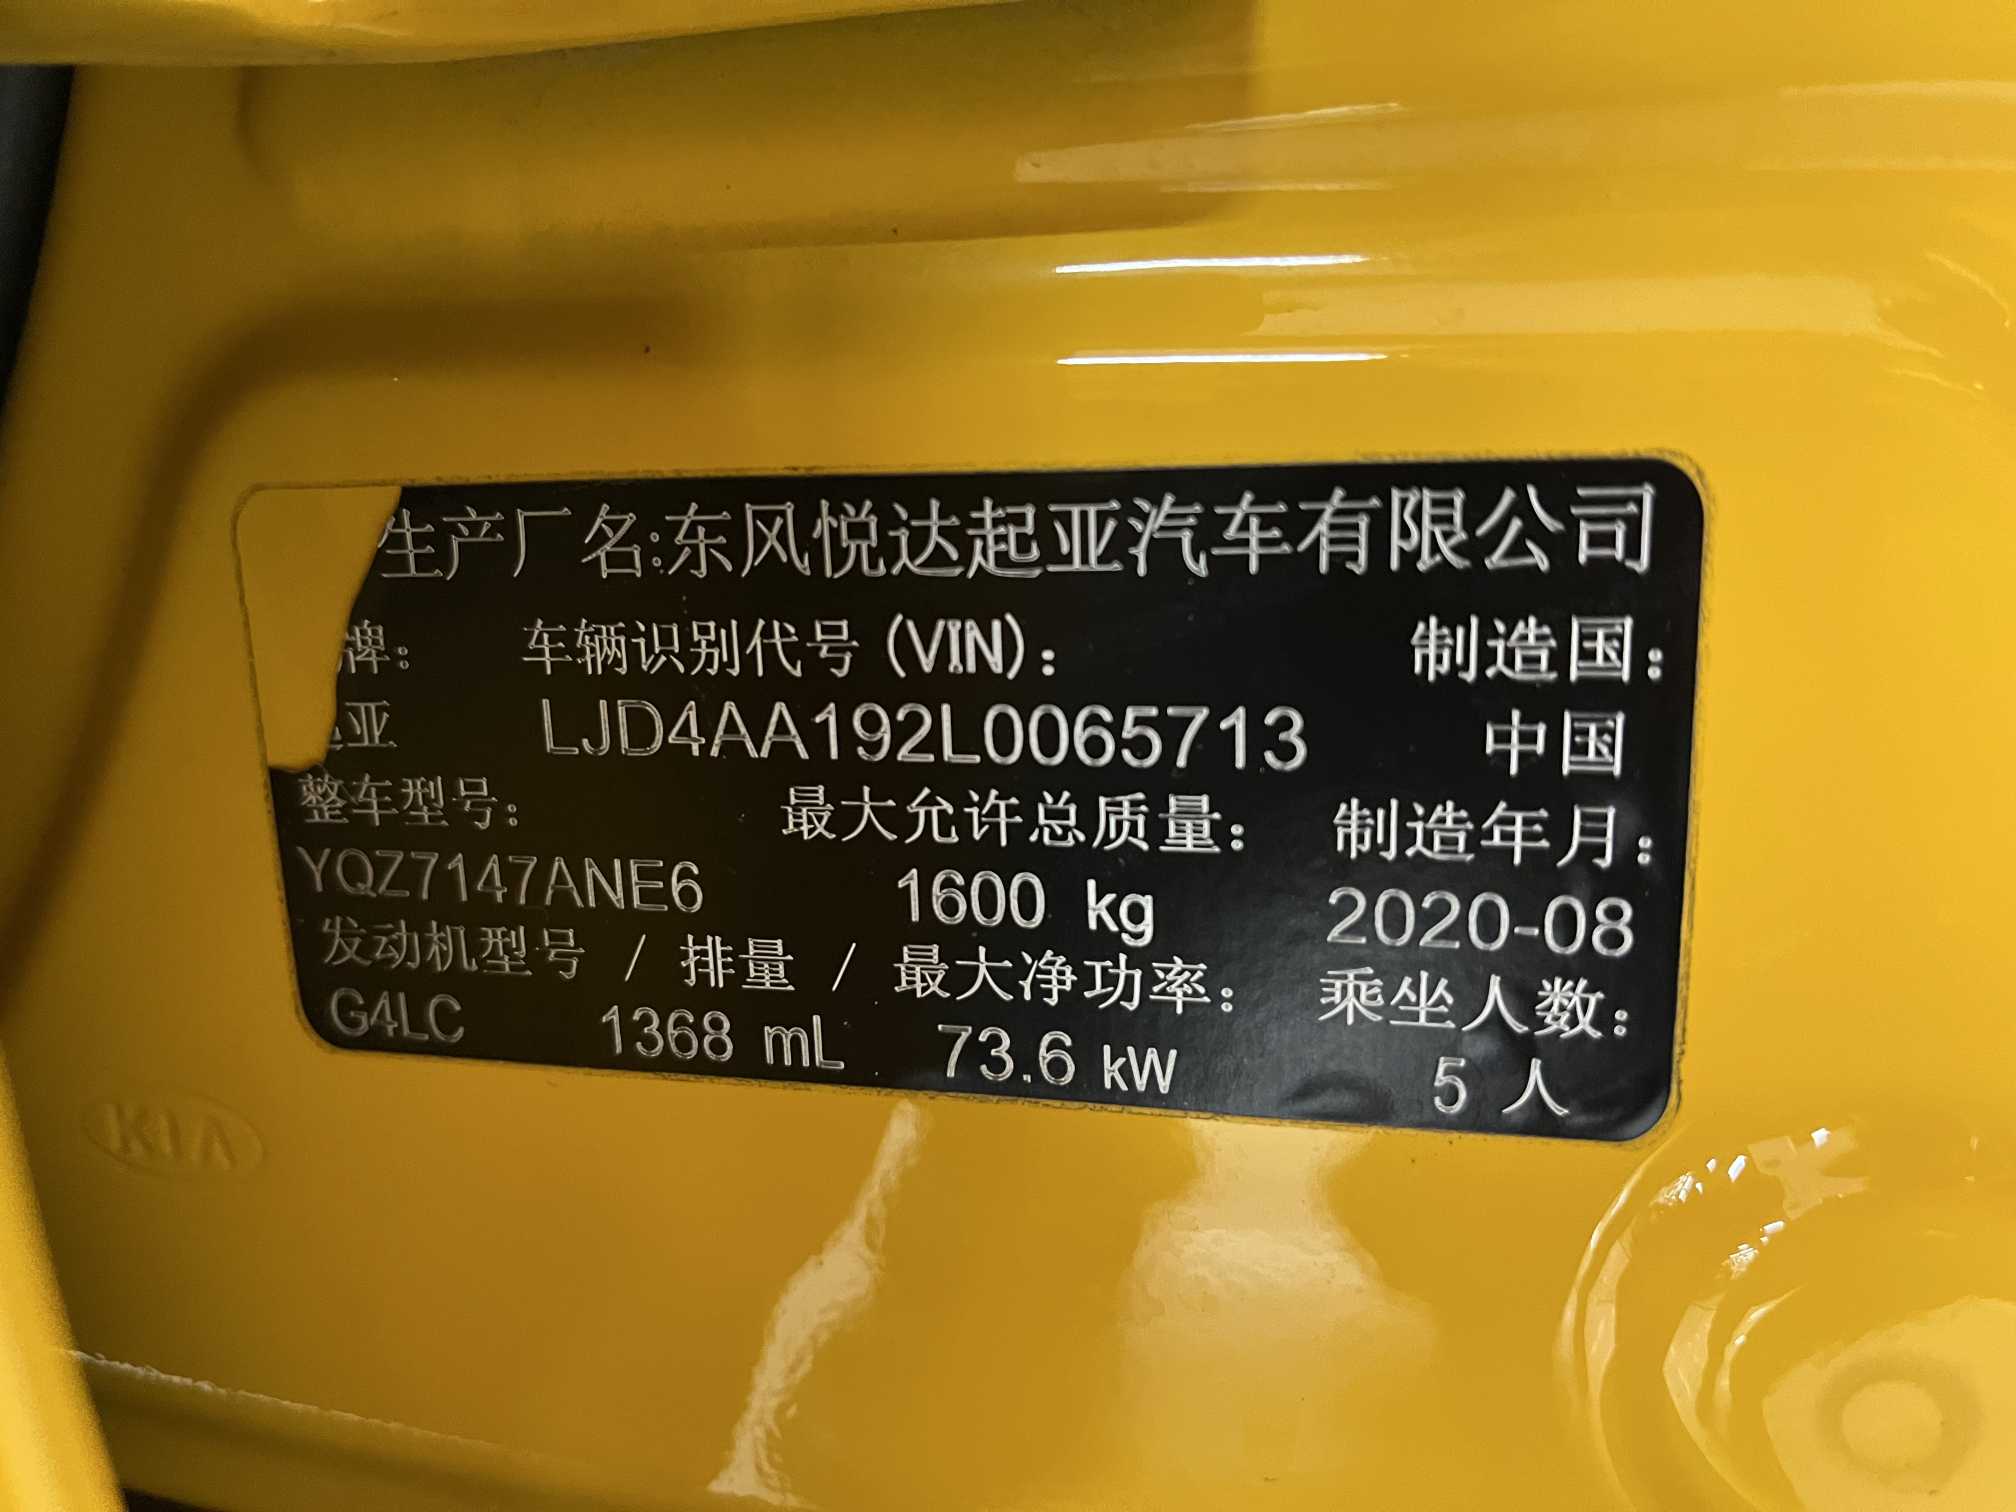 生产厂名:东风悦达起亚汽车有限公司
牌: 车辆识别代号(VIN): 制造国:
亚 LJD4AA192L0065713 中国
整车型号: 最大允许总质量: 制造年月:
YQZ7147ANE6 1600 kg 2020-08
发动机型号 / 排量 / 最大净功率: 乘坐人数:
G4LC 1368 mL 73.6 kW 5 人
KIA